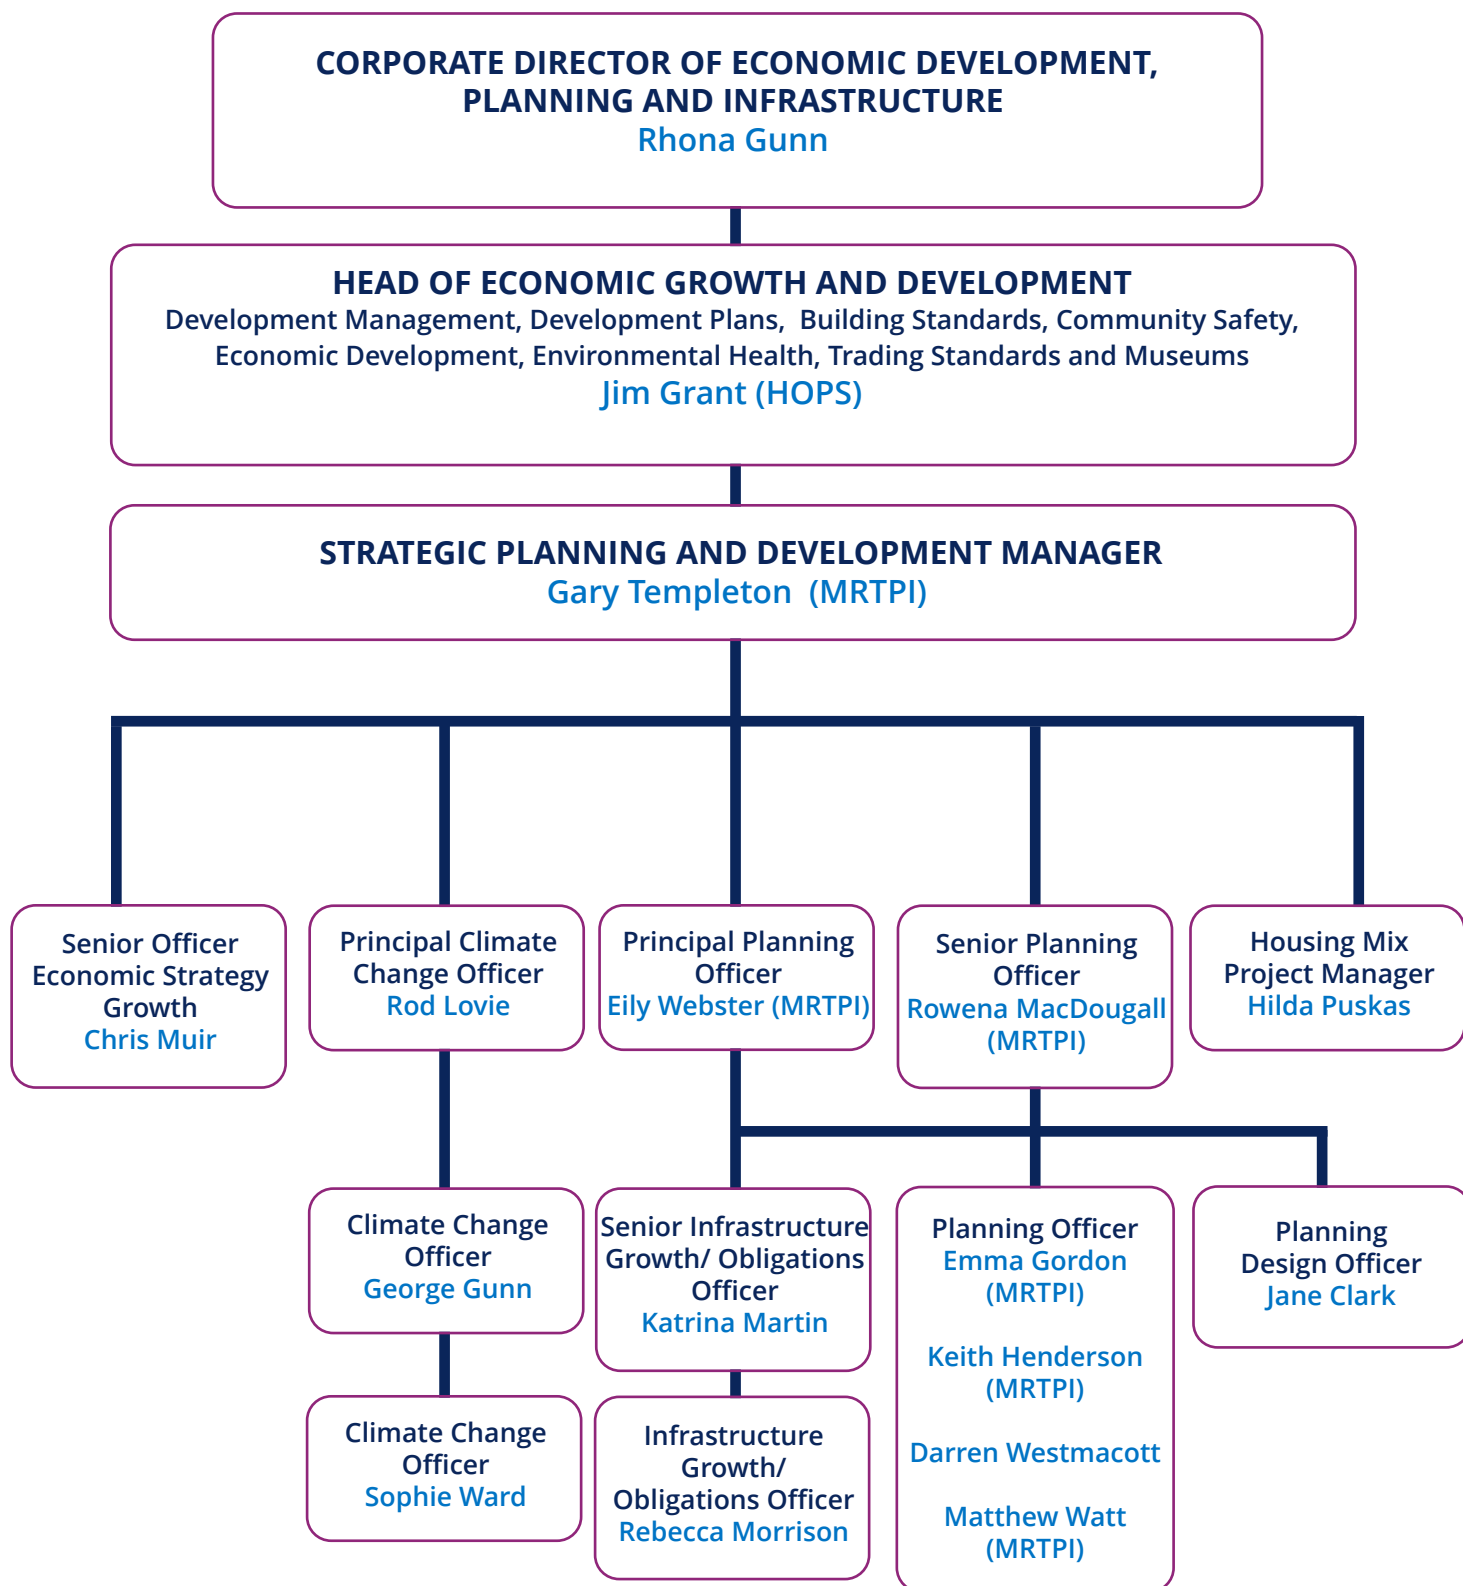 CORPORATE DIRECTOR OF ECONOMIC DEVELOPMENT,
PLANNING AND INFRASTRUCTURE
Rhona Gunn
HEAD OF ECONOMIC GROWTH AND DEVELOPMENT
Development Management, Development Plans, Building Standards, Community Safety,
Economic Development, Environmental Health, Trading Standards and Museums
Jim Grant (HOPS)
STRATEGIC PLANNING AND DEVELOPMENT MANAGER
Gary Templeton (MRTPI)
Senior Officer
Economic Strategy
Growth
Chris Muir
Principal Climate
Change Officer
Rod Lovie
Principal Planning
Officer
Eily Webster (MRTPI)
Senior Planning
Officer
Rowena MacDougall
(MRTPI)
Housing Mix
Project Manager
Hilda Puskas
Climate Change
Officer
George Gunn
Senior Infrastructure
Growth/ Obligations
Officer
Katrina Martin
Planning Officer
Emma Gordon
(MRTPI)
Keith Henderson
(MRTPI)
Darren Westmacott
Matthew Watt
(MRTPI)
Planning
Design Officer
Jane Clark
Climate Change
Officer
Sophie Ward
Infrastructure
Growth/
Obligations Officer
Rebecca Morrison